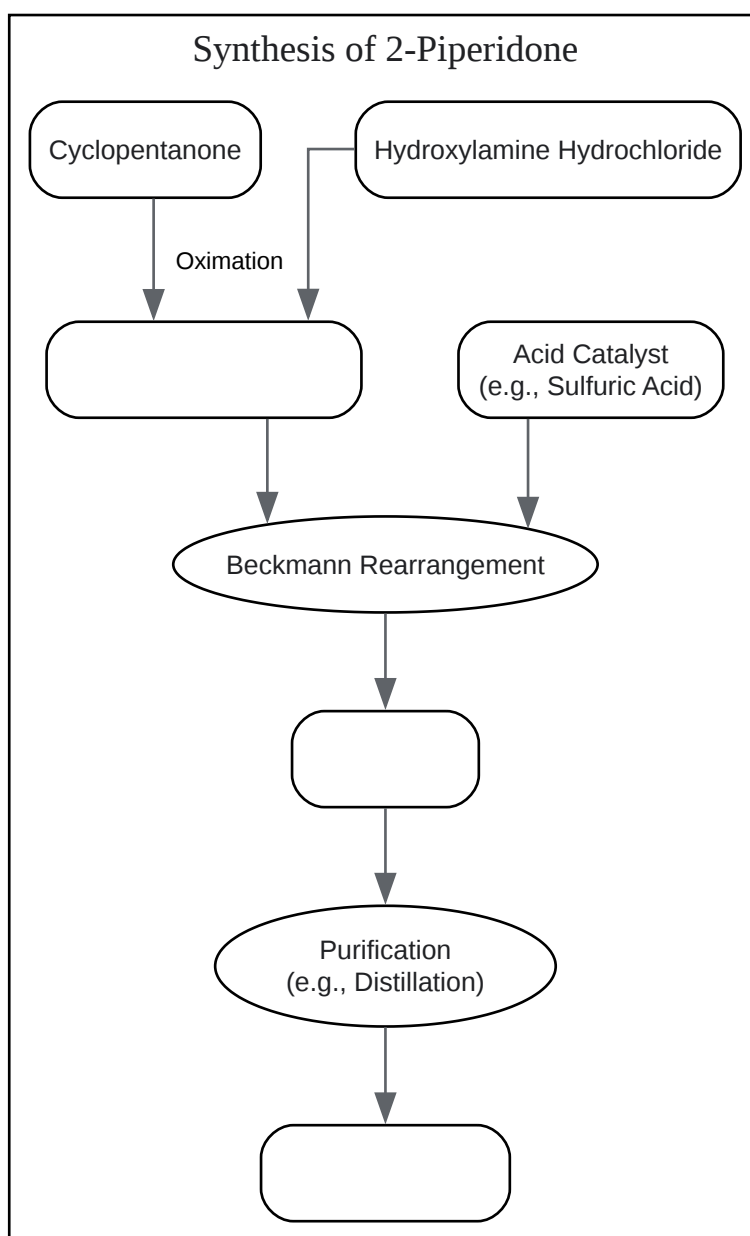 Synthesis of 2-Piperidone
Cyclopentanone
Hydroxylamine Hydrochloride
Oximation
Acid Catalyst
(e.g., Sulfuric Acid)
Beckmann Rearrangement
Purification
(e.g., Distillation)